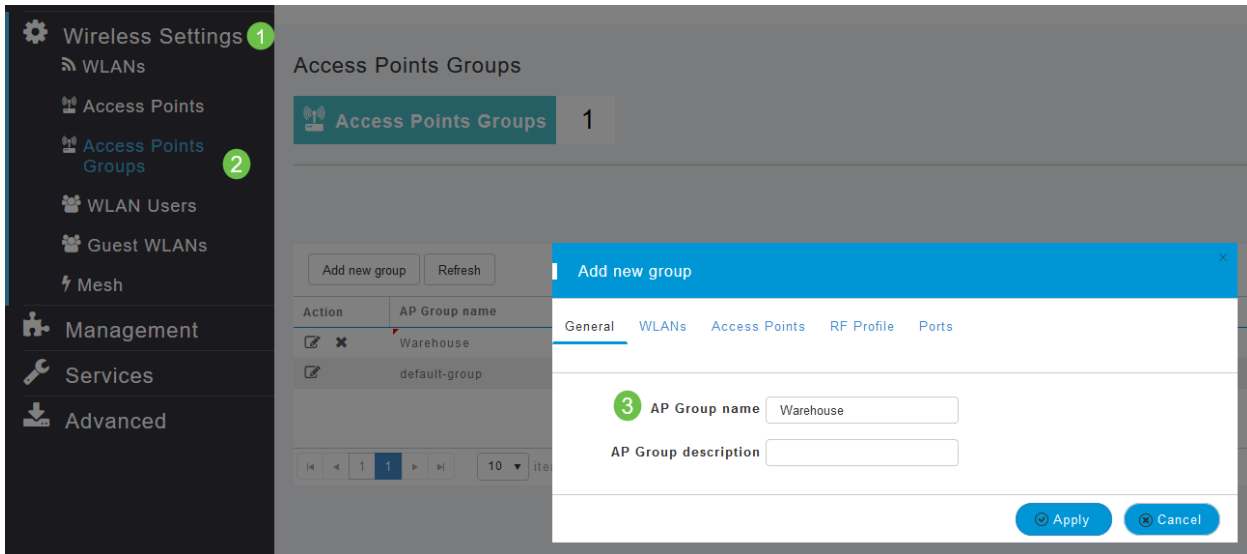 Wireless Settings 1
WLANs
Access Points
Access Points
Groups 2
WLAN Users
Guest WLANs
Mesh
Management
Services
Advanced
Access Points Groups
Access Points Groups 1
Add new group Refresh
Action AP Group name
Warehouse
default-group
1 1 10
Add new group
General WLANs Access Points RF Profile Ports
3 AP Group name Warehouse
AP Group description
Apply Cancel